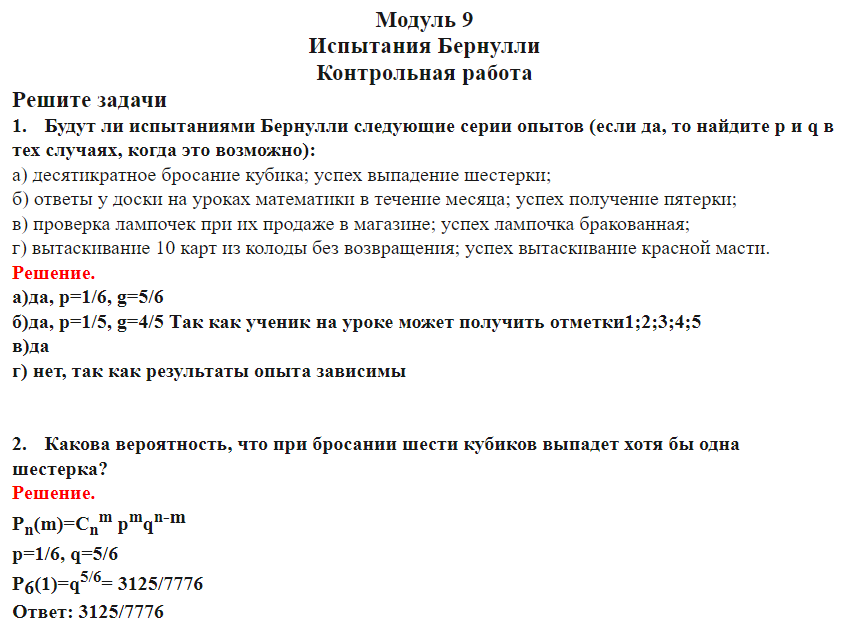 Модуль 9
Испытания Бернулли
Контрольная работа
Решите задачи
1. Будут ли испытаниями Бернулли следующие серии опытов (если да, то найдите p и q в
тех случаях, когда это возможно):
а) десятикратное бросание кубика; успех выпадение шестерки;
б) ответы у доски на уроках математики в течение месяца; успех получение пятерки;
в) проверка лампочек при их продаже в магазине; успех лампочка бракованная;
г) вытаскивание 10 карт из колоды без возвращения; успех вытаскивание красной масти.
Решение.
а)да, p=1/6, g=5/6
б)да, p=1/5, g=4/5 Так как ученик на уроке может получить отметки1;2;3;4;5
в)да
г) нет, так как результаты опыта зависимы
2. Какова вероятность, что при бросании шести кубиков выпадет хотя бы одна
шестерка?
Решение.
Pₙ(m)=Cₙᵐ pᵐqⁿ⁻ᵐ
p=1/6, q=5/6
P₆(1)=q^5/6= 3125/7776
Ответ: 3125/7776